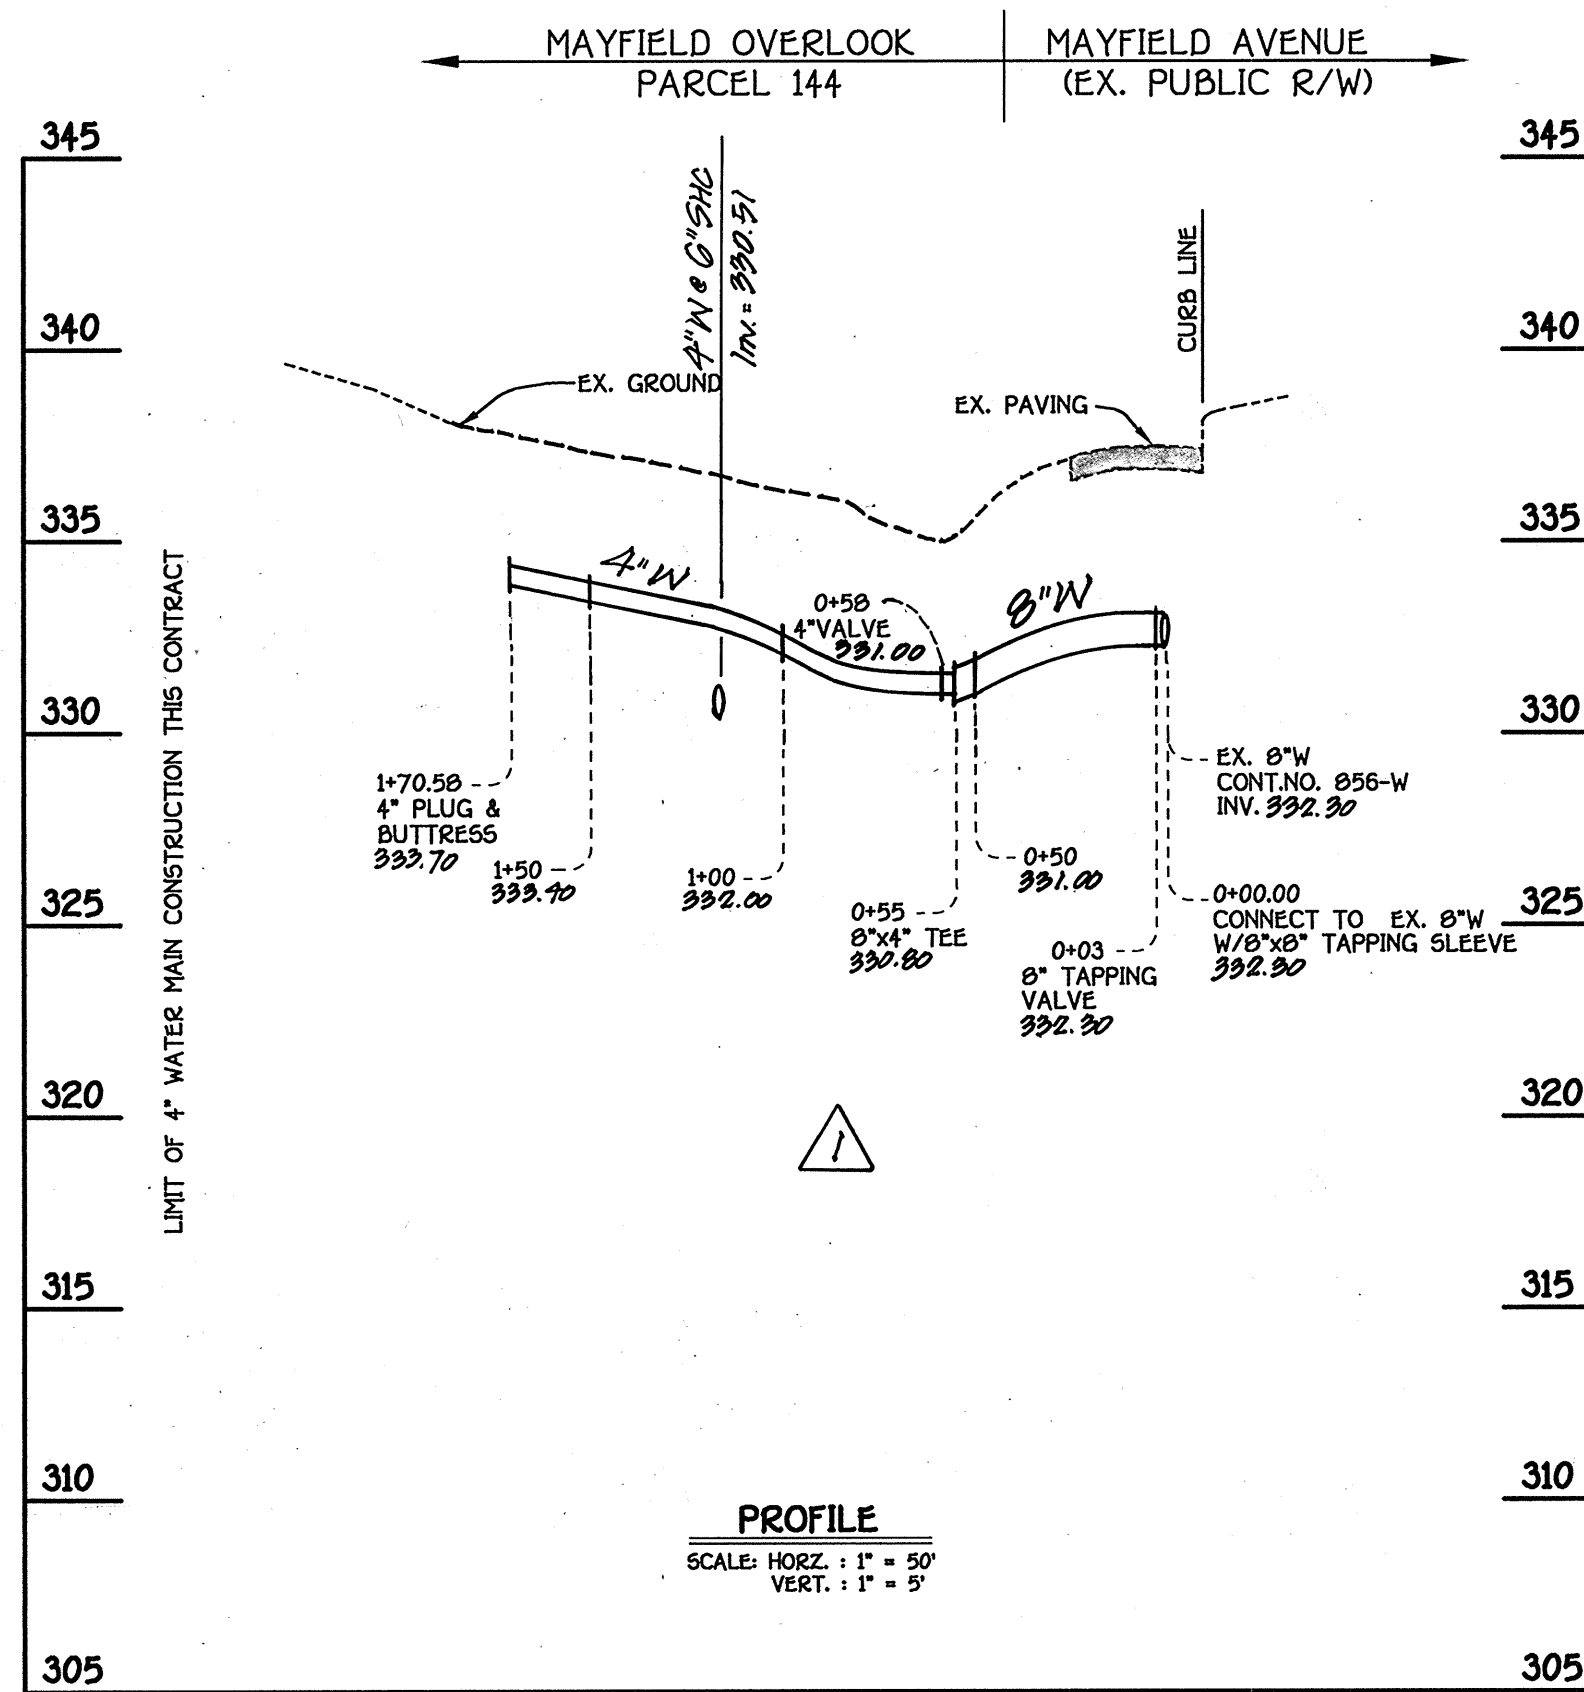 MAYFIELD OVERLOOK
PARCEL 144
MAYFIELD AVENUE
(EX. PUBLIC R/W)
345
345
4"W @ 6"SHC
Inv. = 330.51
CURB LINE
340
340
EX. GROUND
EX. PAVING
335
335
4"W
8"W
0+58
4"VALVE
331.00
LIMIT OF 4" WATER MAIN CONSTRUCTION THIS CONTRACT
330
330
EX. 8"W
CONT.NO. 856-W
INV. 332.30
1+70.58
4" PLUG &
BUTTRESS
333.70
1+50
333.40
1+00
332.00
0+50
331.00
0+55
8"x4" TEE
330.80
325
325
0+00.00
CONNECT TO EX. 8"W
W/8"x8" TAPPING SLEEVE
332.30
0+03
8" TAPPING
VALVE
332.30
320
320
1
315
315
310
310
PROFILE
SCALE: HORZ. : 1" = 50'
VERT. : 1" = 5'
305
305